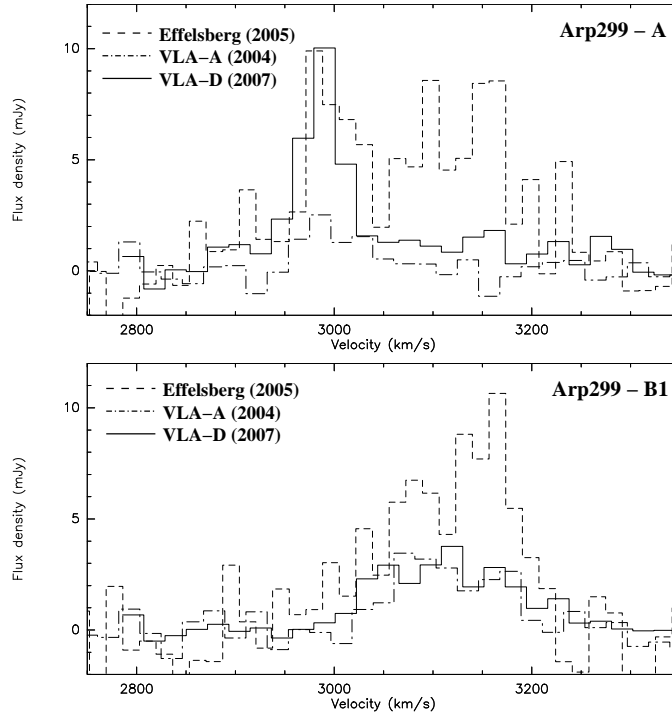 Arp299 – A
Effelsberg (2005)
VLA–A (2004)
VLA–D (2007)
10
5
0
Flux density (mJy)
2800
3000
3200
Velocity (km/s)
Arp299 – B1
Effelsberg (2005)
VLA–A (2004)
VLA–D (2007)
10
5
0
Flux density (mJy)
2800
3000
3200
Velocity (km/s)